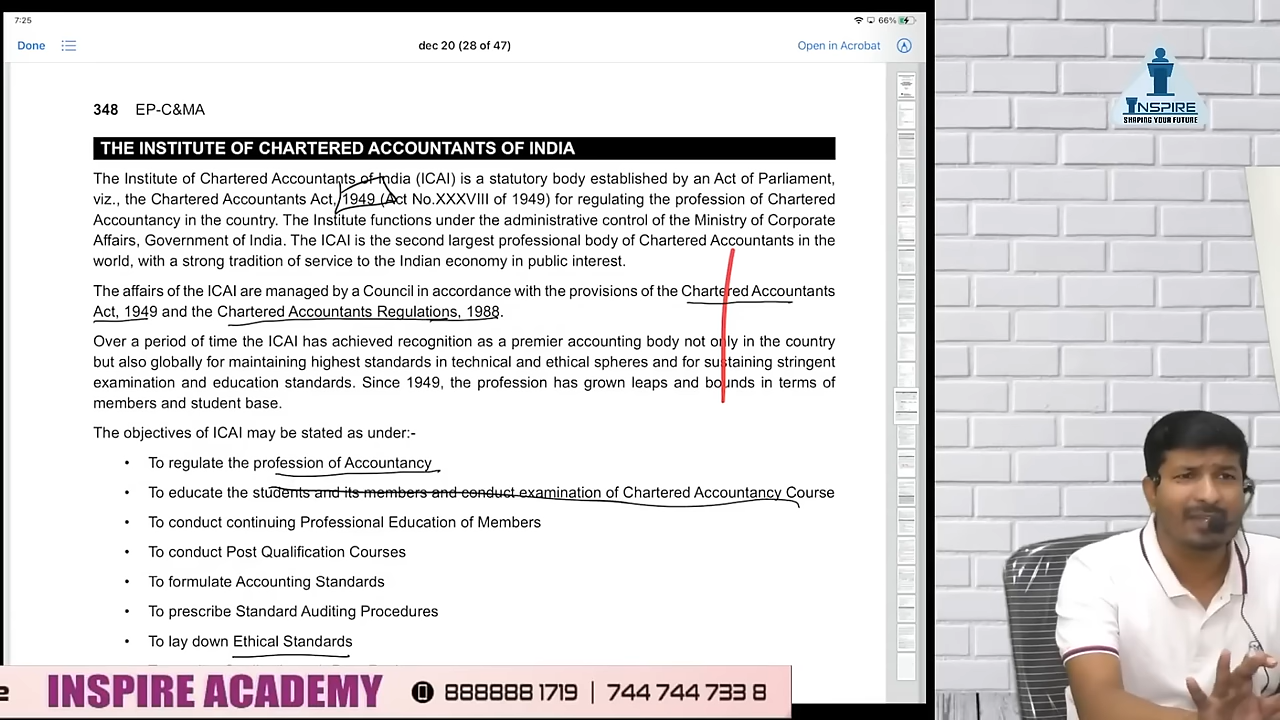 7:25
66%
Done
dec 20 (28 of 47)
Open in Acrobat
348 EP-C&MA
THE INSTITUTE OF CHARTERED ACCOUNTANTS OF INDIA
The Institute of Chartered Accountants of India (ICAI) is a statutory body established by an Act of Parliament,
viz., the Chartered Accountants Act, 1949 (Act No.XXXVIII of 1949) for regulating the profession of Chartered
Accountancy in the country. The Institute functions under the administrative control of the Ministry of Corporate
Affairs, Government of India. The ICAI is the second largest professional body of Chartered Accountants in the
world, with a strong tradition of service to the Indian economy in public interest.
The affairs of the ICAI are managed by a Council in accordance with the provision of the Chartered Accountants
Act, 1949 and the Chartered Accountants Regulations, 1988.
Over a period of time the ICAI has achieved recognition as a premier accounting body not only in the country
but also globally for maintaining highest standards in technical and ethical spheres and for sustaining stringent
examination and education standards. Since 1949, the profession has grown leaps and bounds in terms of
members and student base.
The objectives of ICAI may be stated as under:-
• To regulate the profession of Accountancy
• To educate the students and its members and conduct examination of Chartered Accountancy Course
• To conduct continuing Professional Education of Members
• To conduct Post Qualification Courses
• To formulate Accounting Standards
• To prescribe Standard Auditing Procedures
• To lay down Ethical Standards
INSPIRE
SHAPING YOUR FUTURE
e INSPIRE ACADEMY 888888 1719 | 744 744 733 8